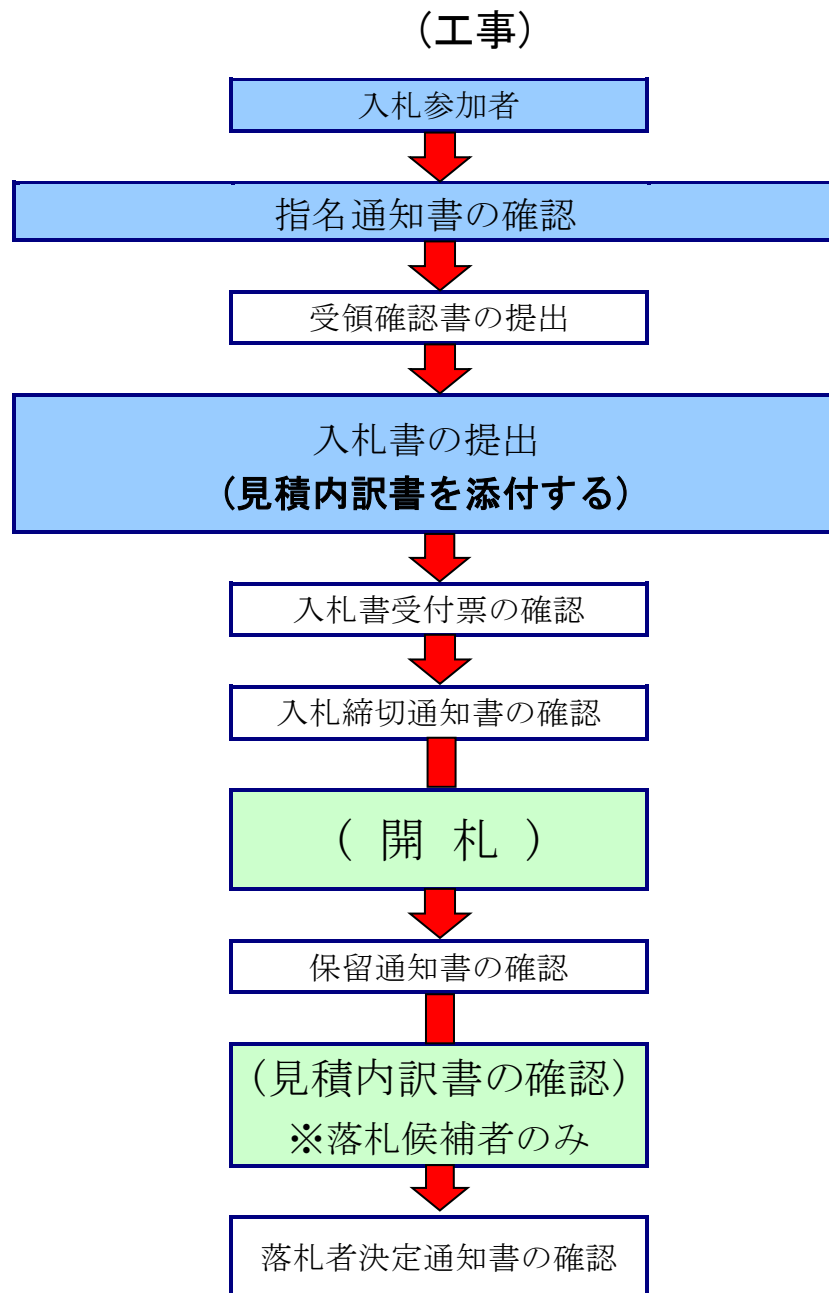 （工事）
入札参加者
指名通知書の確認
受領確認書の提出
入札書の提出
（見積内訳書を添付する）
入札書受付票の確認
入札締切通知書の確認
（ 開 札 ）
保留通知書の確認
（見積内訳書の確認）
※落札候補者のみ
落札者決定通知書の確認